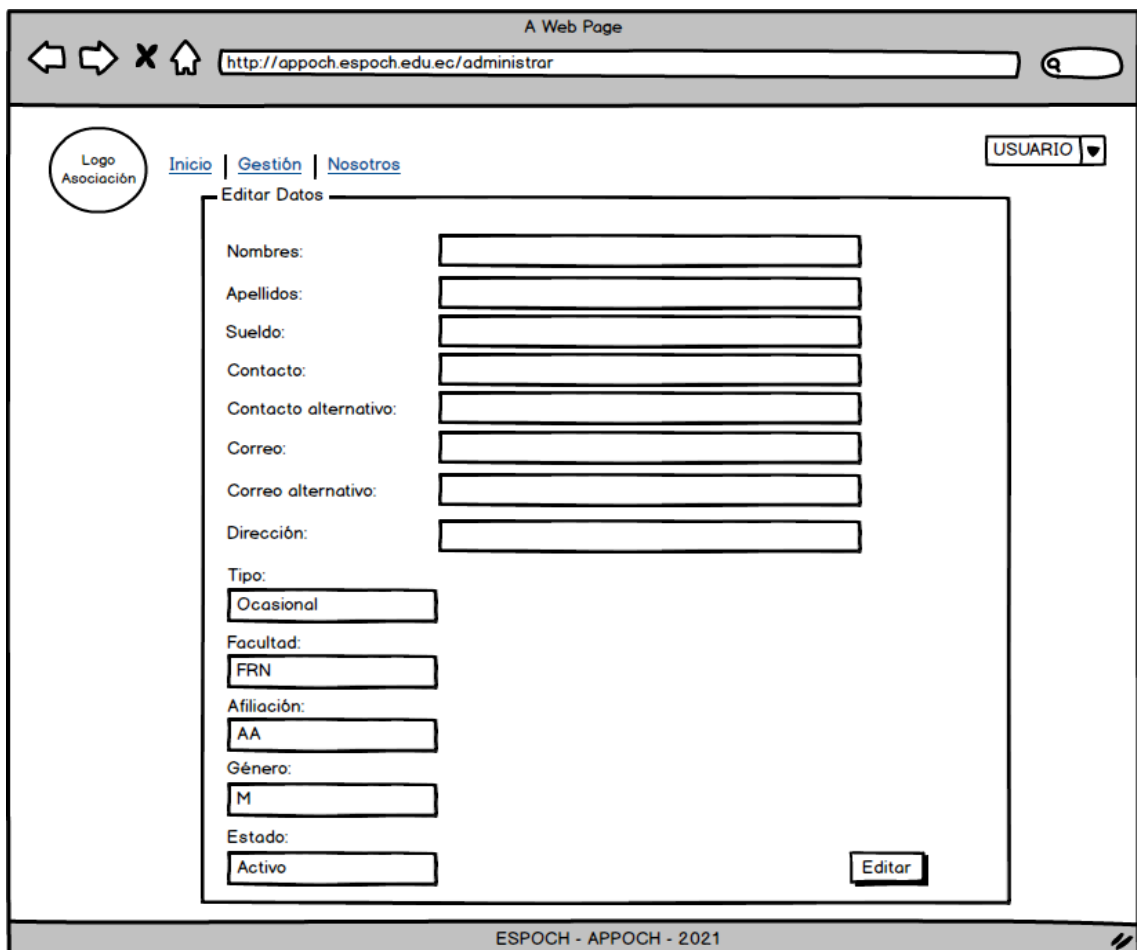 A Web Page
http://appoch.espoch.edu.ec/administrar
Logo
Asociación
Inicio | Gestión | Nosotros
USUARIO
Editar Datos
Nombres:
Apellidos:
Sueldo:
Contacto:
Contacto alternativo:
Correo:
Correo alternativo:
Dirección:
Tipo:
Ocasional
Facultad:
FRN
Afiliación:
AA
Género:
M
Estado:
Activo
Editar
ESPOCH - APPOCH - 2021